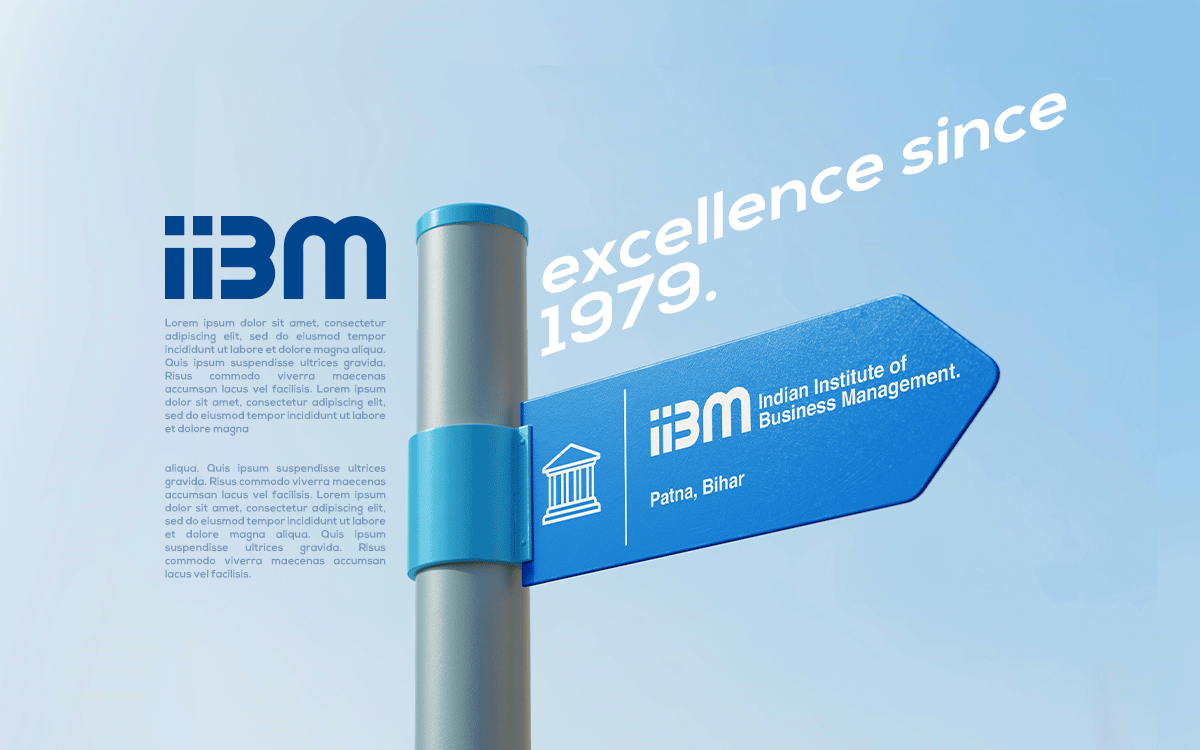 iiBm
Lorem ipsum dolor sit amet, consectetur
adipiscing elit, sed do eiusmod tempor
incididunt ut labore et dolore magna aliqua.
Quis ipsum suspendisse ultrices gravida.
Risus commodo viverra maecenas
accumsan lacus vel facilisis. Lorem ipsum
dolor sit amet, consectetur adipiscing elit,
sed do eiusmod tempor incididunt ut labore
et dolore magna
aliqua. Quis ipsum suspendisse ultrices
gravida. Risus commodo viverra maecenas
accumsan lacus vel facilisis. Lorem ipsum
dolor sit amet, consectetur adipiscing elit,
sed do eiusmod tempor incididunt ut labore
et dolore magna aliqua. Quis ipsum
suspendisse ultrices gravida. Risus
commodo viverra maecenas accumsan
lacus vel facilisis.
excellence since
1979.
iiBm
Indian Institute of
Business Management.
Patna, Bihar